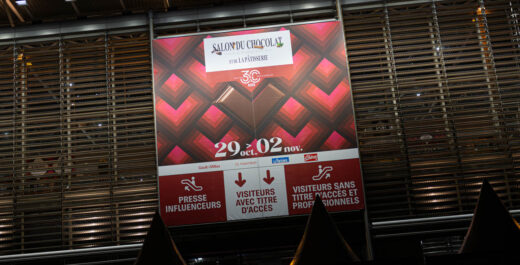 SALON DU CHOCOLAT
ET DE LA PÂTISSERIE
30
29 > 02
oct. nov.
PRESSE
INFLUENCEURS
VISITEURS
AVEC TITRE
D'ACCÈS
VISITEURS SANS
TITRE D'ACCÈS ET
PROFESSIONNELS